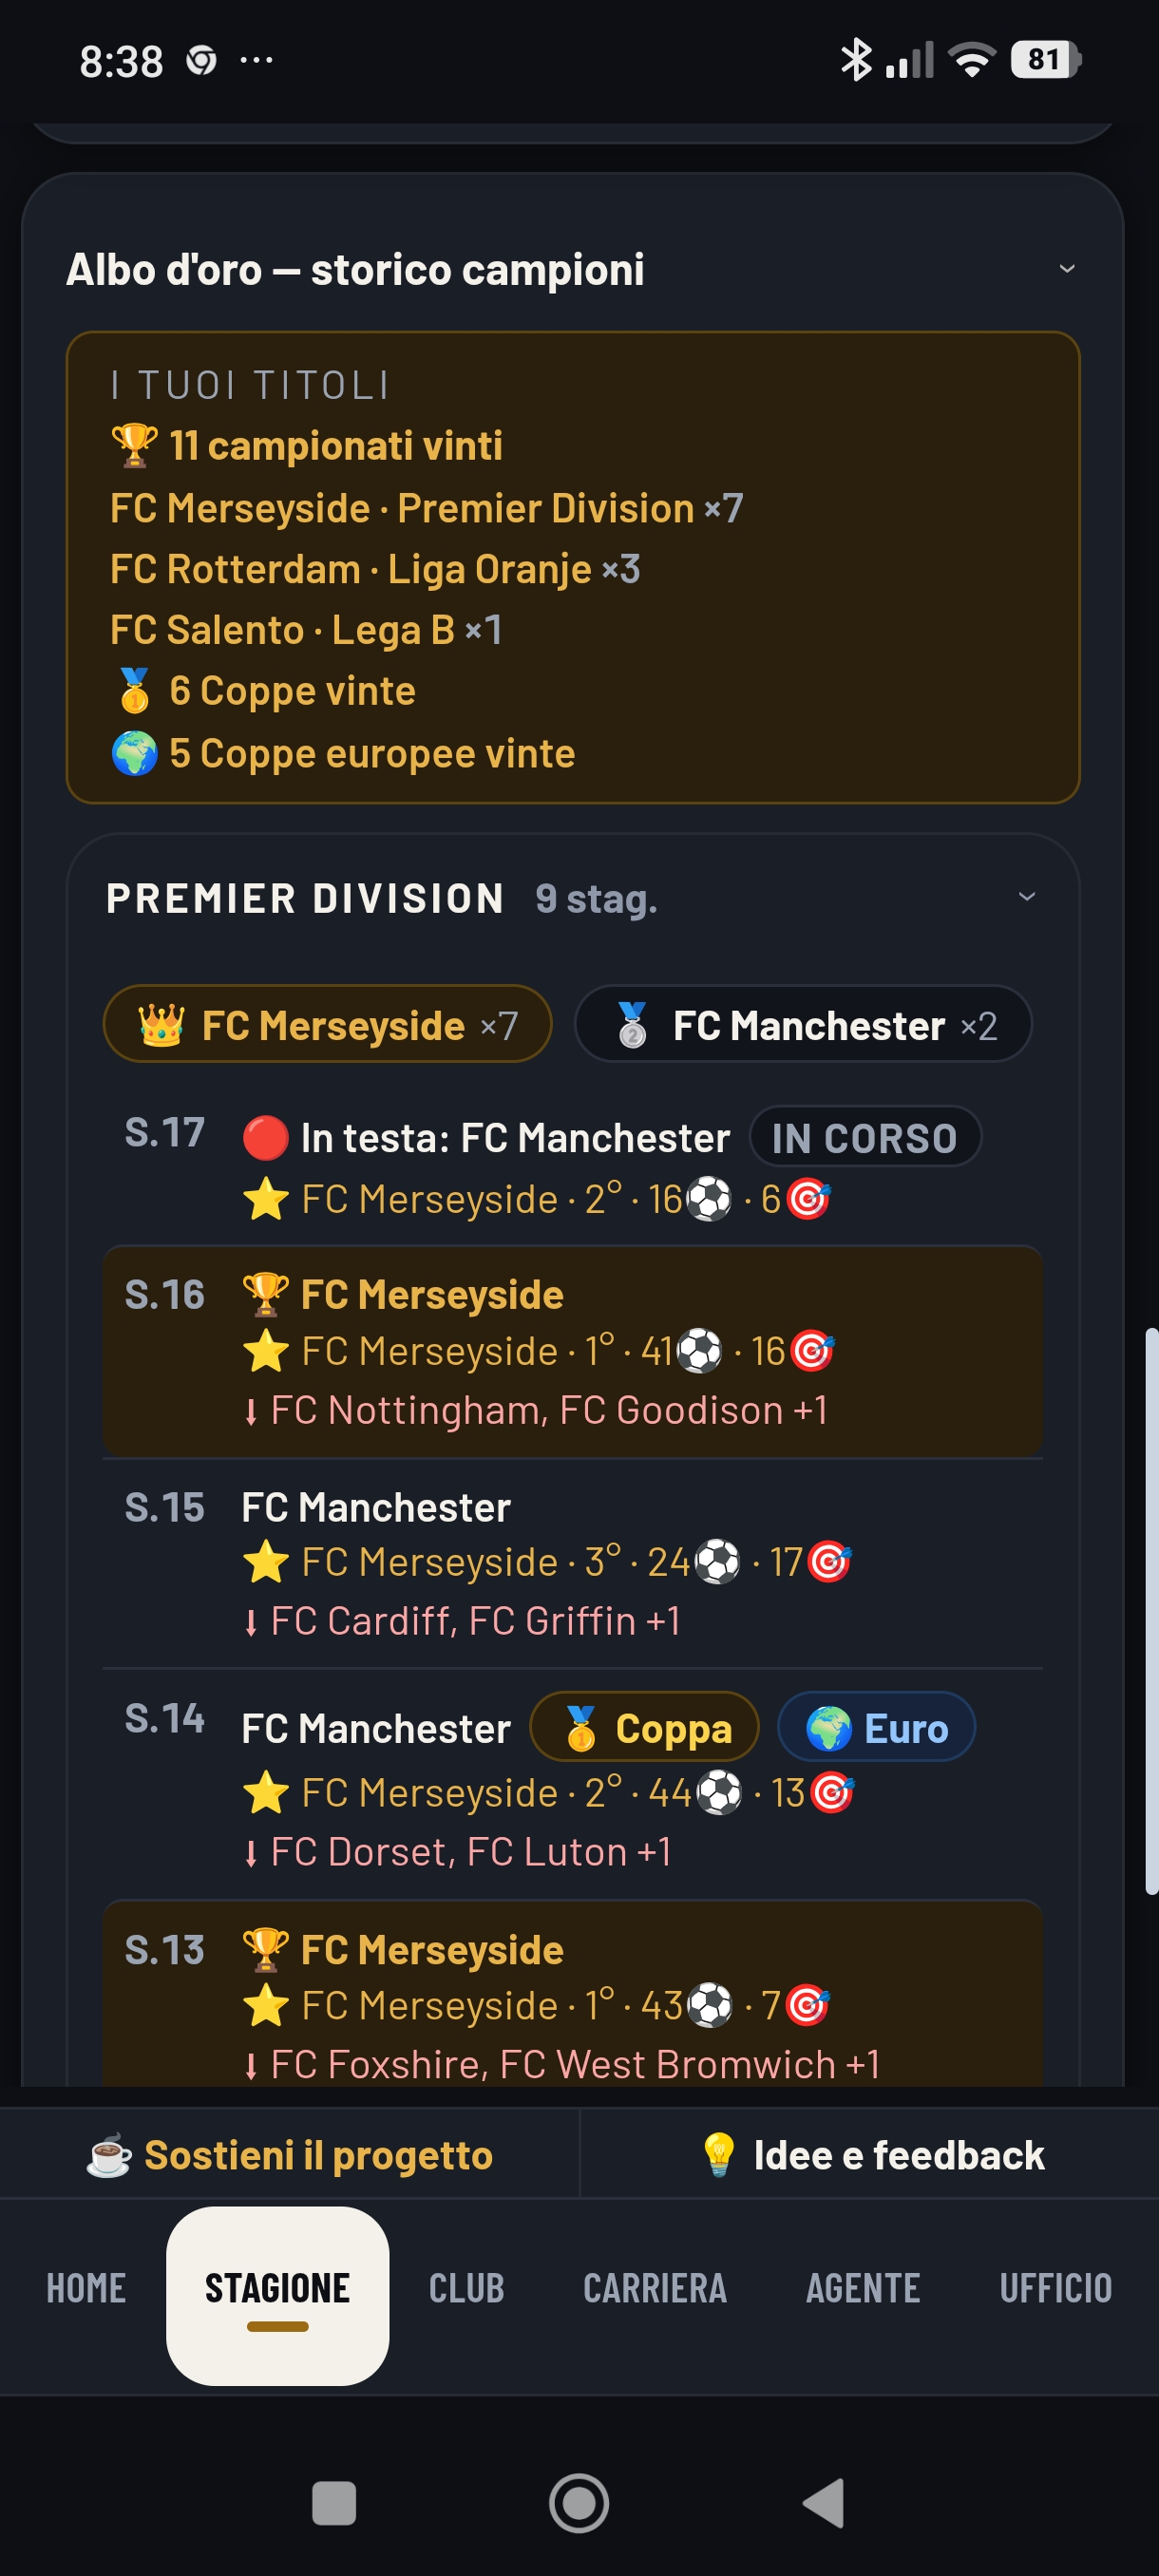 8:38 ... 81
Albo d'oro — storico campioni
I TUOI TITOLI
🏆 11 campionati vinti
FC Merseyside · Premier Division ×7
FC Rotterdam · Liga Oranje ×3
FC Salento · Lega B ×1
🥇 6 Coppe vinte
🌍 5 Coppe europee vinte
PREMIER DIVISION 9 stag.
👑 FC Merseyside ×7 🥈 FC Manchester ×2
S.17 🔴 In testa: FC Manchester IN CORSO
⭐ FC Merseyside · 2° · 16⚽ · 6🎯
S.16 🏆 FC Merseyside
⭐ FC Merseyside · 1° · 41⚽ · 16🎯
↓ FC Nottingham, FC Goodison +1
S.15 FC Manchester
⭐ FC Merseyside · 3° · 24⚽ · 17🎯
↓ FC Cardiff, FC Griffin +1
S.14 FC Manchester 🥇 Coppa 🌍 Euro
⭐ FC Merseyside · 2° · 44⚽ · 13🎯
↓ FC Dorset, FC Luton +1
S.13 🏆 FC Merseyside
⭐ FC Merseyside · 1° · 43⚽ · 7🎯
↓ FC Foxshire, FC West Bromwich +1
☕ Sostieni il progetto 💡 Idee e feedback
HOME STAGIONE CLUB CARRIERA AGENTE UFFICIO